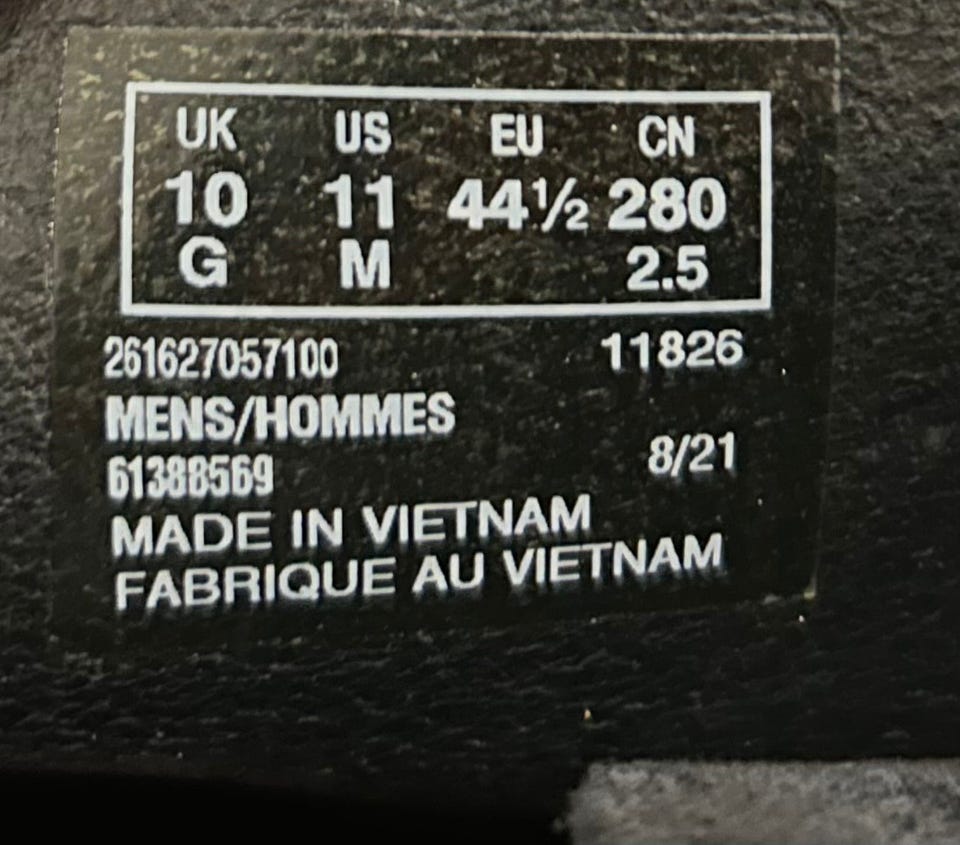 UK US EU CN
10 11 44½ 280
G M 2.5
261627057100 11826
MENS/HOMMES
61388569 8/21
MADE IN VIETNAM
FABRIQUE AU VIETNAM